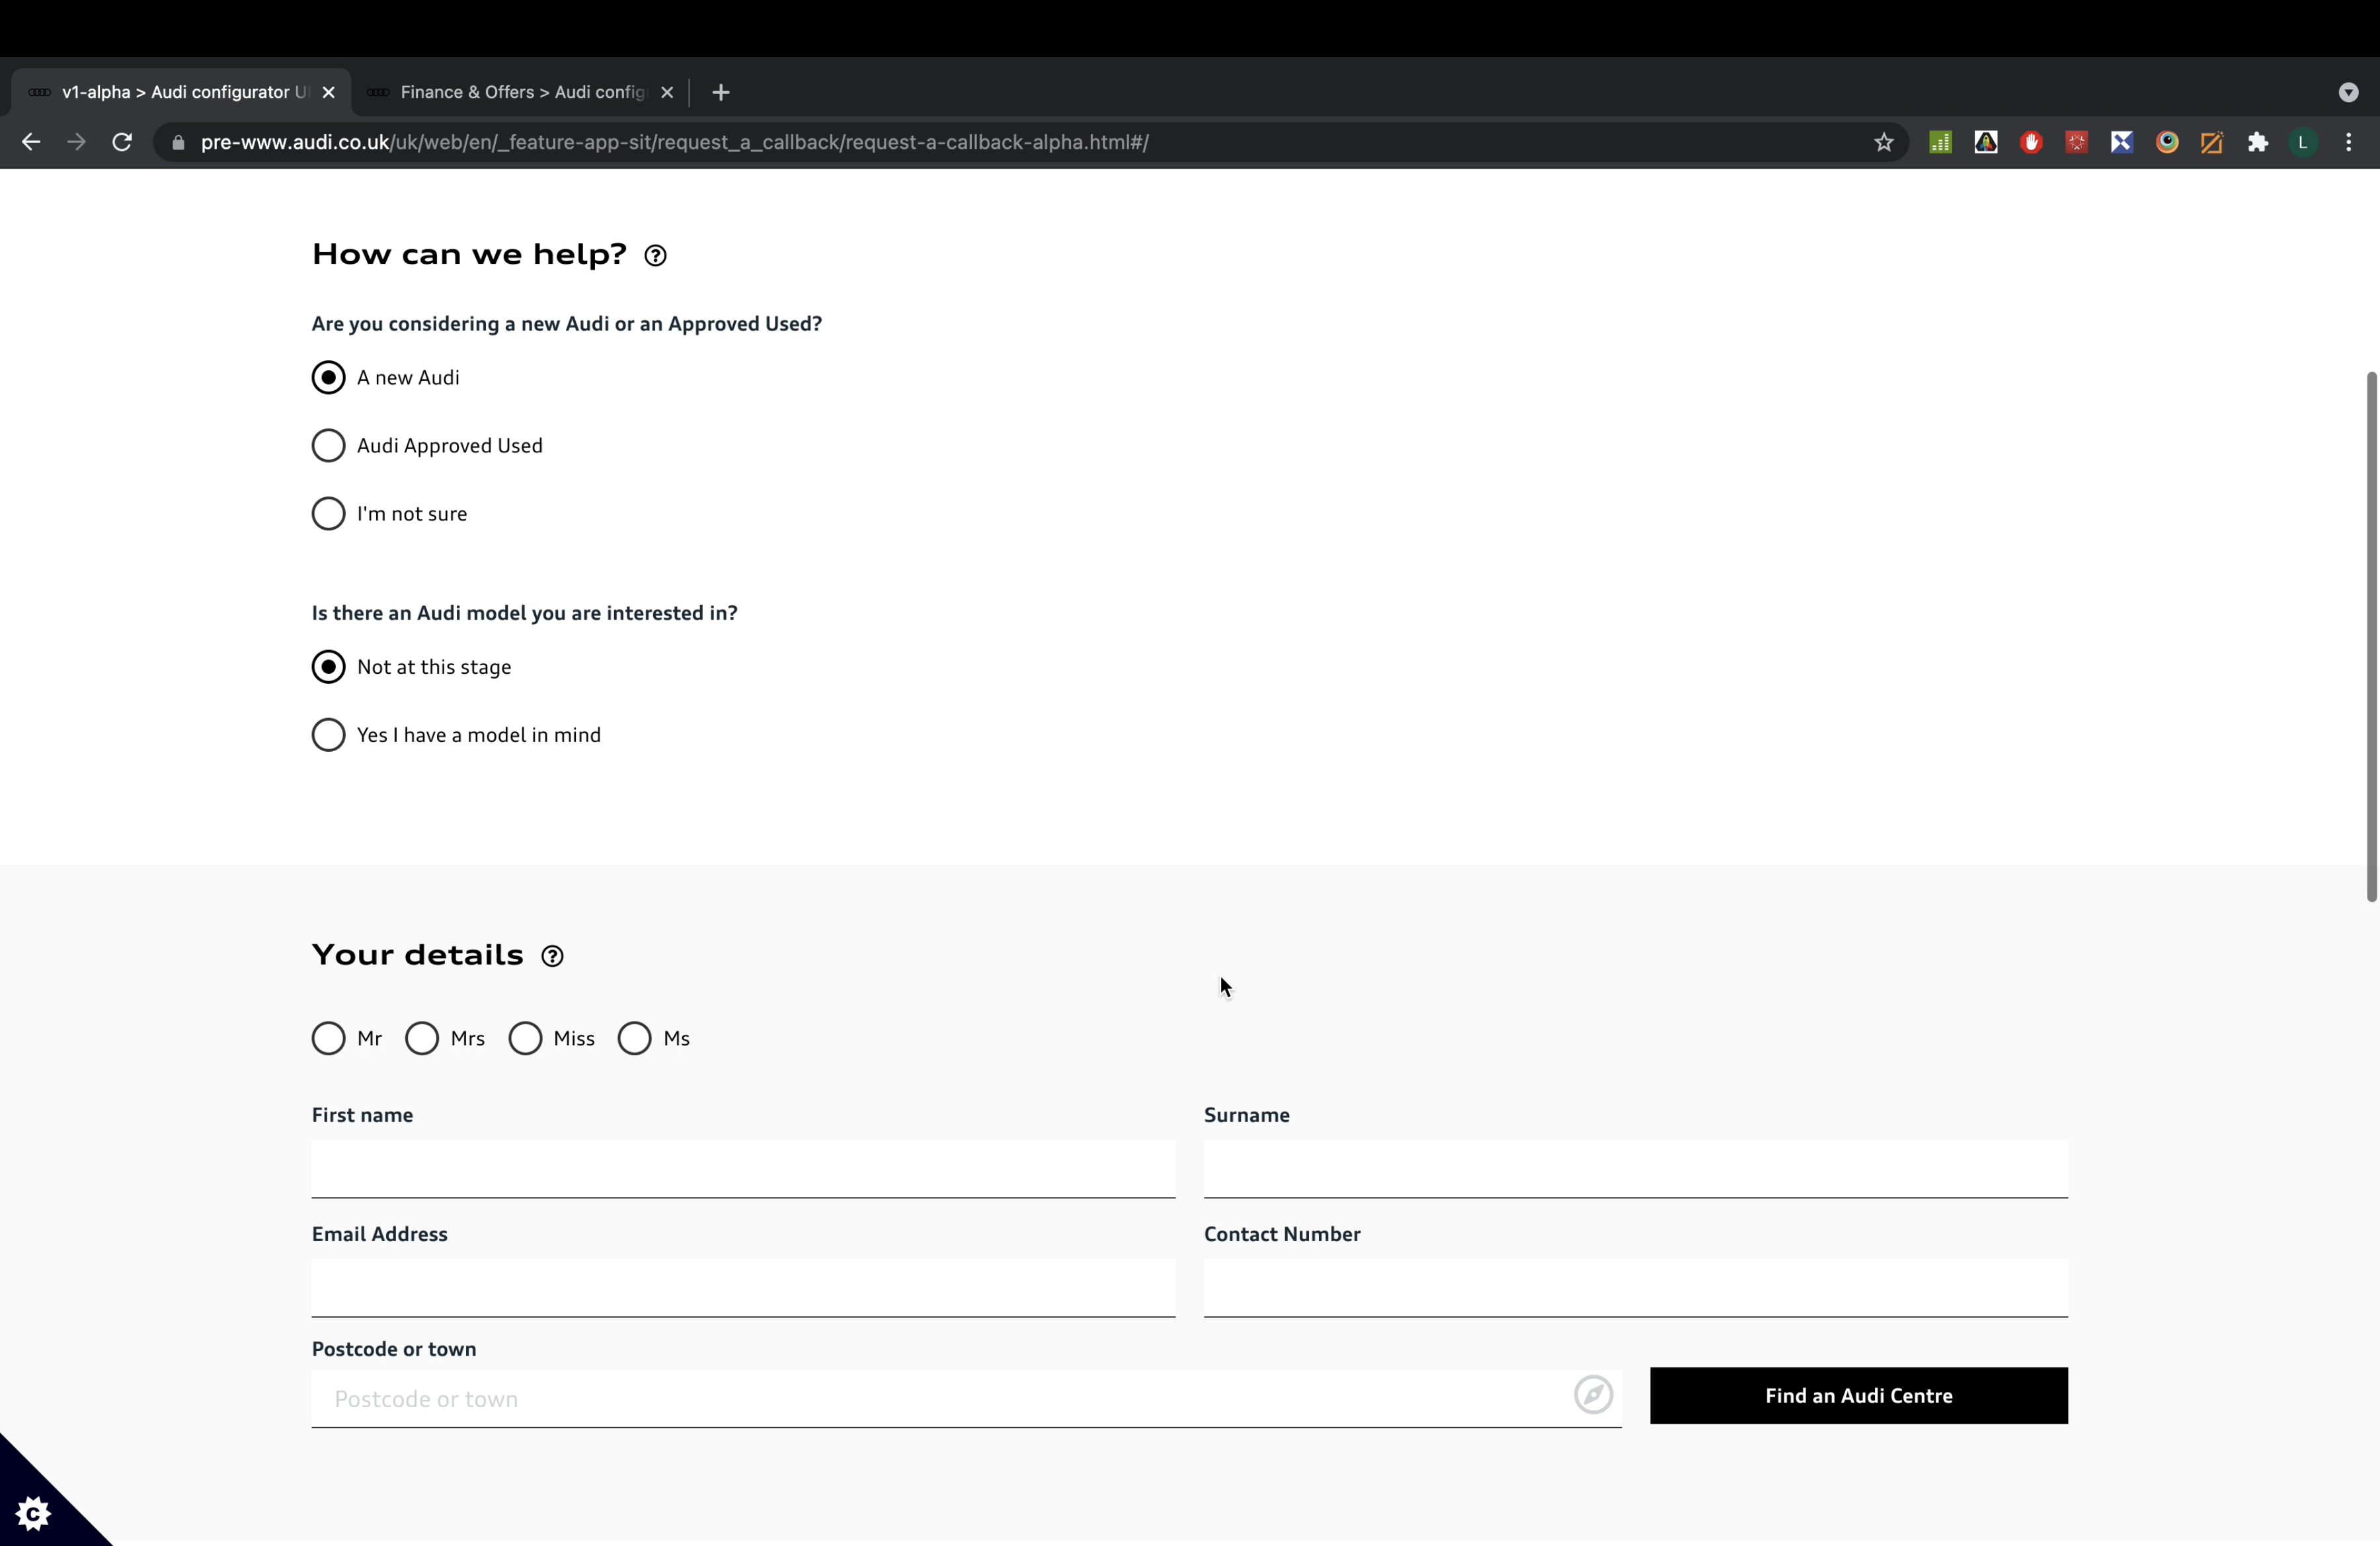 v1-alpha > Audi configurator U
Finance & Offers > Audi config
pre-www.audi.co.uk/uk/web/en/_feature-app-sit/request_a_callback/request-a-callback-alpha.html#/
L
How can we help? ?
Are you considering a new Audi or an Approved Used?
A new Audi
Audi Approved Used
I'm not sure
Is there an Audi model you are interested in?
Not at this stage
Yes I have a model in mind
Your details ?
Mr Mrs Miss Ms
First name
Surname
Email Address
Contact Number
Postcode or town
Postcode or town
Find an Audi Centre
C